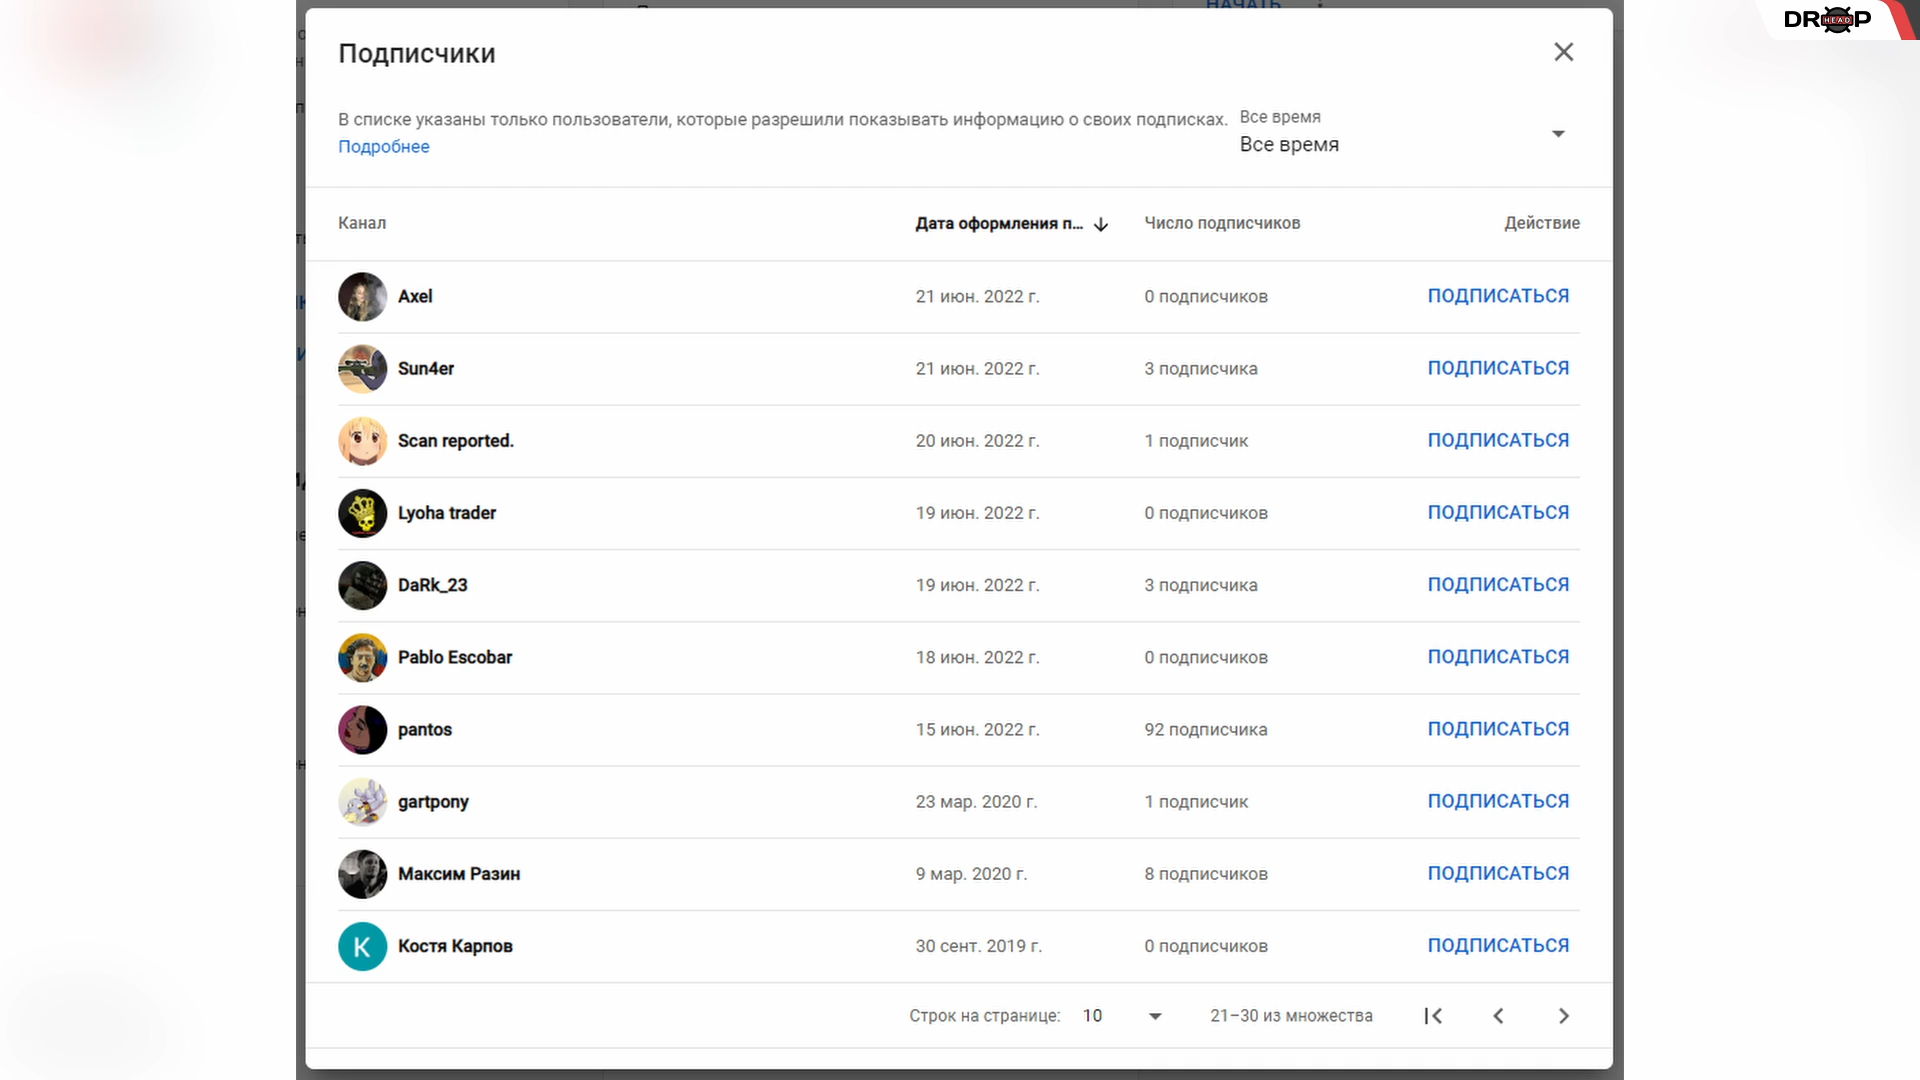 DROP
HEAD
НАЧАТЬ
Подписчики
В списке указаны только пользователи, которые разрешили показывать информацию о своих подписках.
Подробнее
Все время
Все время
Канал Дата оформления п... Число подписчиков Действие
Axel 21 июн. 2022 г. 0 подписчиков ПОДПИСАТЬСЯ
Sun4er 21 июн. 2022 г. 3 подписчика ПОДПИСАТЬСЯ
Scan reported. 20 июн. 2022 г. 1 подписчик ПОДПИСАТЬСЯ
Lyoha trader 19 июн. 2022 г. 0 подписчиков ПОДПИСАТЬСЯ
DaRk_23 19 июн. 2022 г. 3 подписчика ПОДПИСАТЬСЯ
Pablo Escobar 18 июн. 2022 г. 0 подписчиков ПОДПИСАТЬСЯ
pantos 15 июн. 2022 г. 92 подписчика ПОДПИСАТЬСЯ
gartpony 23 мар. 2020 г. 1 подписчик ПОДПИСАТЬСЯ
Максим Разин 9 мар. 2020 г. 8 подписчиков ПОДПИСАТЬСЯ
К Костя Карпов 30 сент. 2019 г. 0 подписчиков ПОДПИСАТЬСЯ
Строк на странице: 10 21–30 из множества